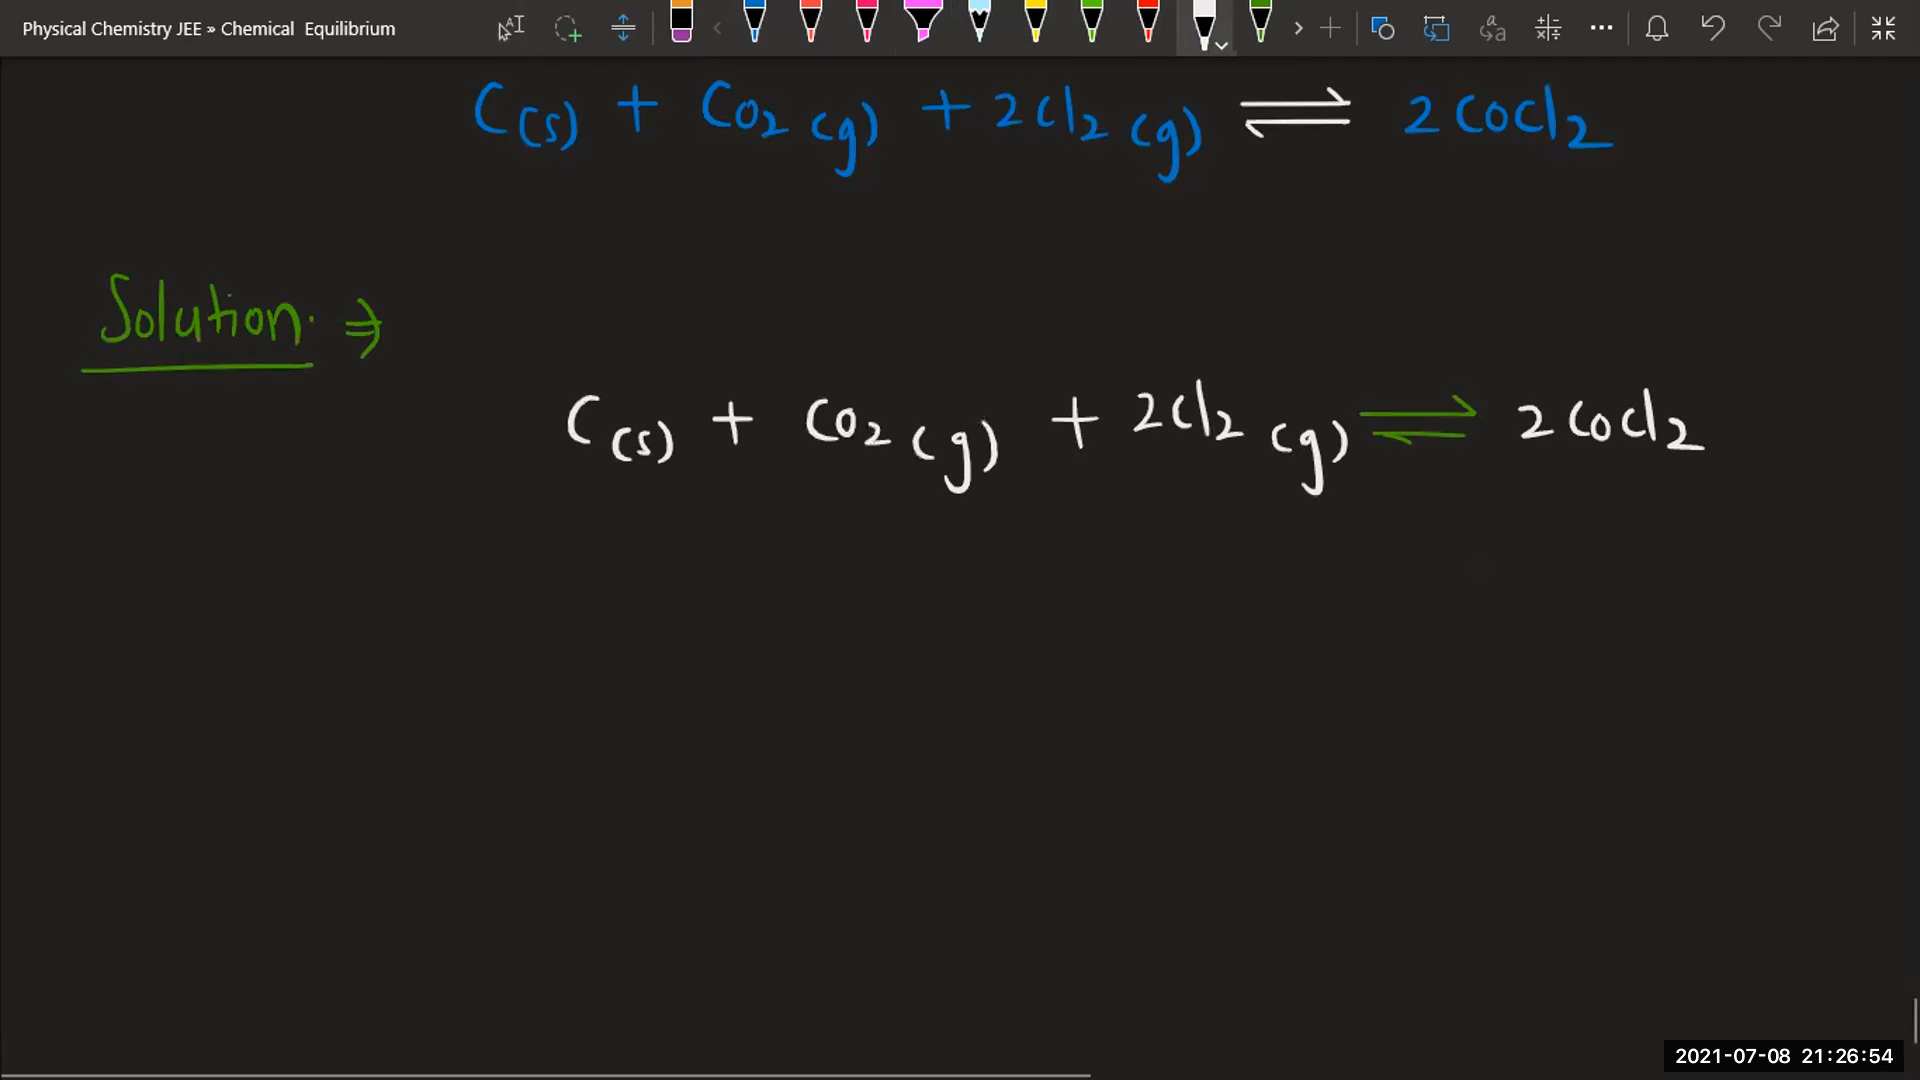 Physical Chemistry JEE » Chemical Equilibrium
C(s) + CO2(g) + 2Cl2(g) ⇌ 2COCl2
Solution. ⇒
C(s) + CO2(g) + 2Cl2(g) ⇌ 2COCl2
2021-07-08 21:26:54